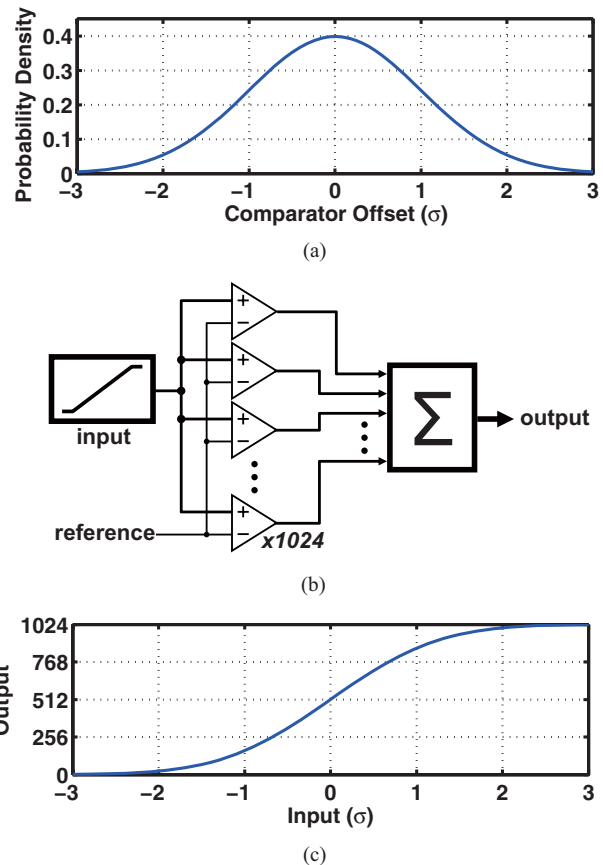 Probability Density
0.4
0.3
0.2
0.1
0
−3 −2 −1 0 1 2 3
Comparator Offset (σ)
(a)
+
−
+
−
+
−
+
−
input
reference
x1024
Σ
output
(b)
Output
1024
768
512
256
0
−3 −2 −1 0 1 2 3
Input (σ)
(c)